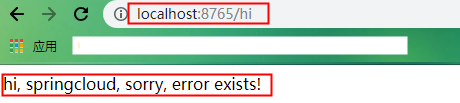 localhost:8765/hi
应用
hi, springcloud, sorry, error exists!